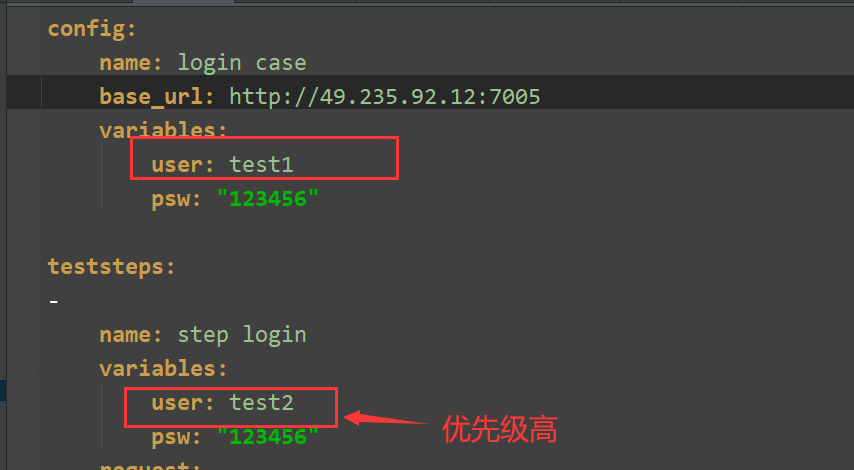 config:
name: login case
base_url: http://49.235.92.12:7005
variables:
user: test1
psw: "123456"
teststeps:
-
name: step login
variables:
user: test2
psw: "123456"
优先级高
request: